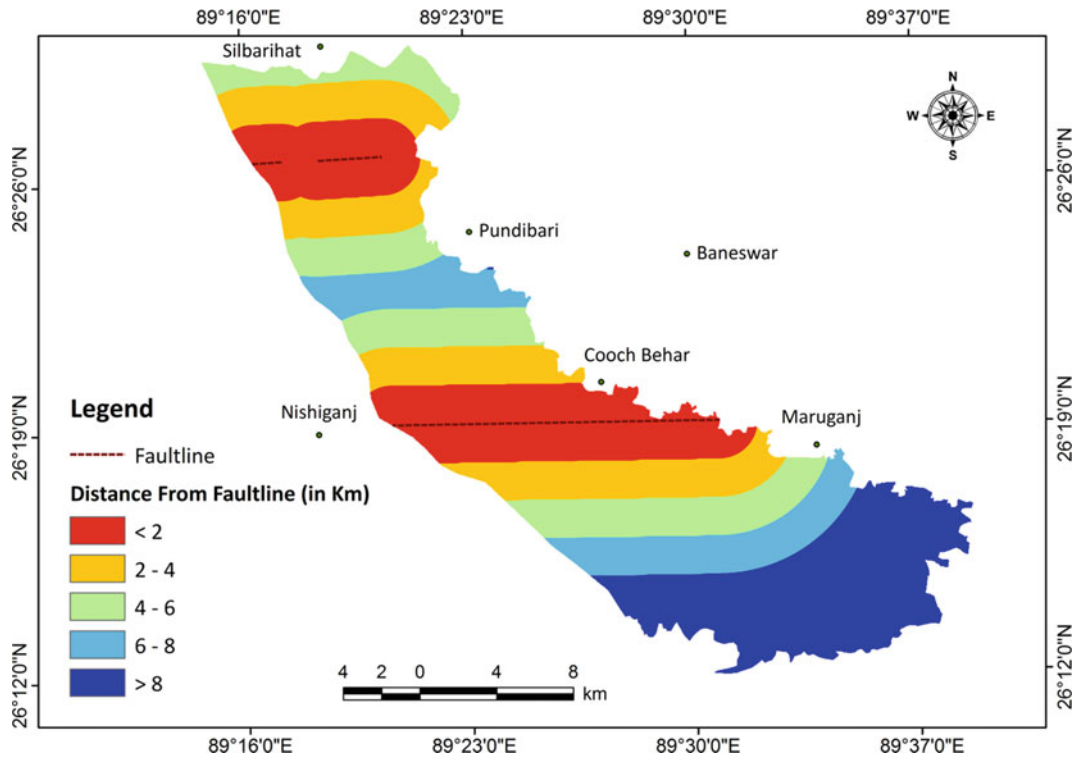 89°16'0"E 89°23'0"E 89°30'0"E 89°37'0"E
Silbarihat
N
W E
S
26°26'0"N 26°26'0"N
Pundibari
Baneswar
Cooch Behar
Legend
Nishiganj
Maruganj
26°19'0"N 26°19'0"N
Faultline
Distance From Faultline (in Km)
< 2
2 - 4
4 - 6
6 - 8
> 8
4 2 0 4 8
km
26°12'0"N 26°12'0"N
89°16'0"E 89°23'0"E 89°30'0"E 89°37'0"E